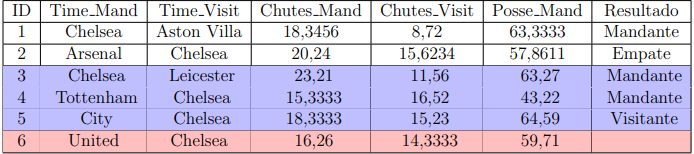 ID Time_Mand Time_Visit Chutes_Mand Chutes_Visit Posse_Mand Resultado
1 Chelsea Aston Villa 18,3456 8,72 63,3333 Mandante
2 Arsenal Chelsea 20,24 15,6234 57,8611 Empate
3 Chelsea Leicester 23,21 11,56 63,27 Mandante
4 Tottenham Chelsea 15,3333 16,52 43,22 Mandante
5 City Chelsea 18,3333 15,23 64,59 Visitante
6 United Chelsea 16,26 14,3333 59,71